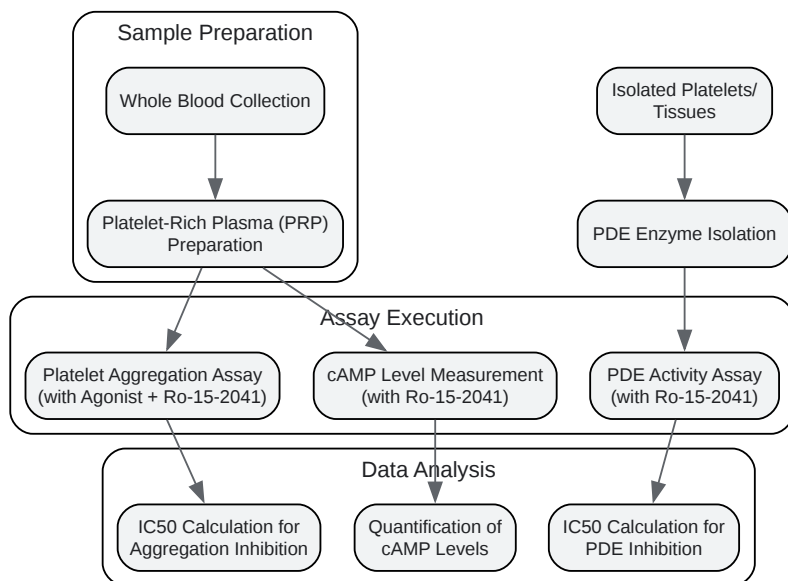 Sample Preparation
Whole Blood Collection
Isolated Platelets/
Tissues
Platelet-Rich Plasma (PRP)
Preparation
PDE Enzyme Isolation
Assay Execution
Platelet Aggregation Assay
(with Agonist + Ro-15-2041)
cAMP Level Measurement
(with Ro-15-2041)
PDE Activity Assay
(with Ro-15-2041)
Data Analysis
IC50 Calculation for
Aggregation Inhibition
Quantification of
cAMP Levels
IC50 Calculation for
PDE Inhibition